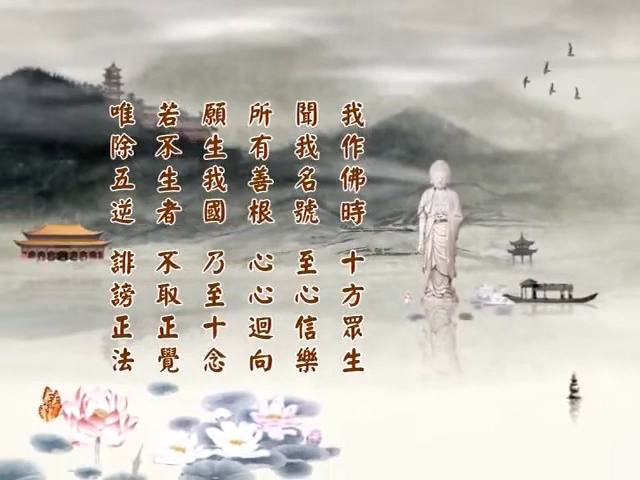 我作佛時 十方眾生
聞我名號 至心信樂
所有善根 心心迴向
願生我國 乃至十念
若不生者 不取正覺
唯除五逆 誹謗正法